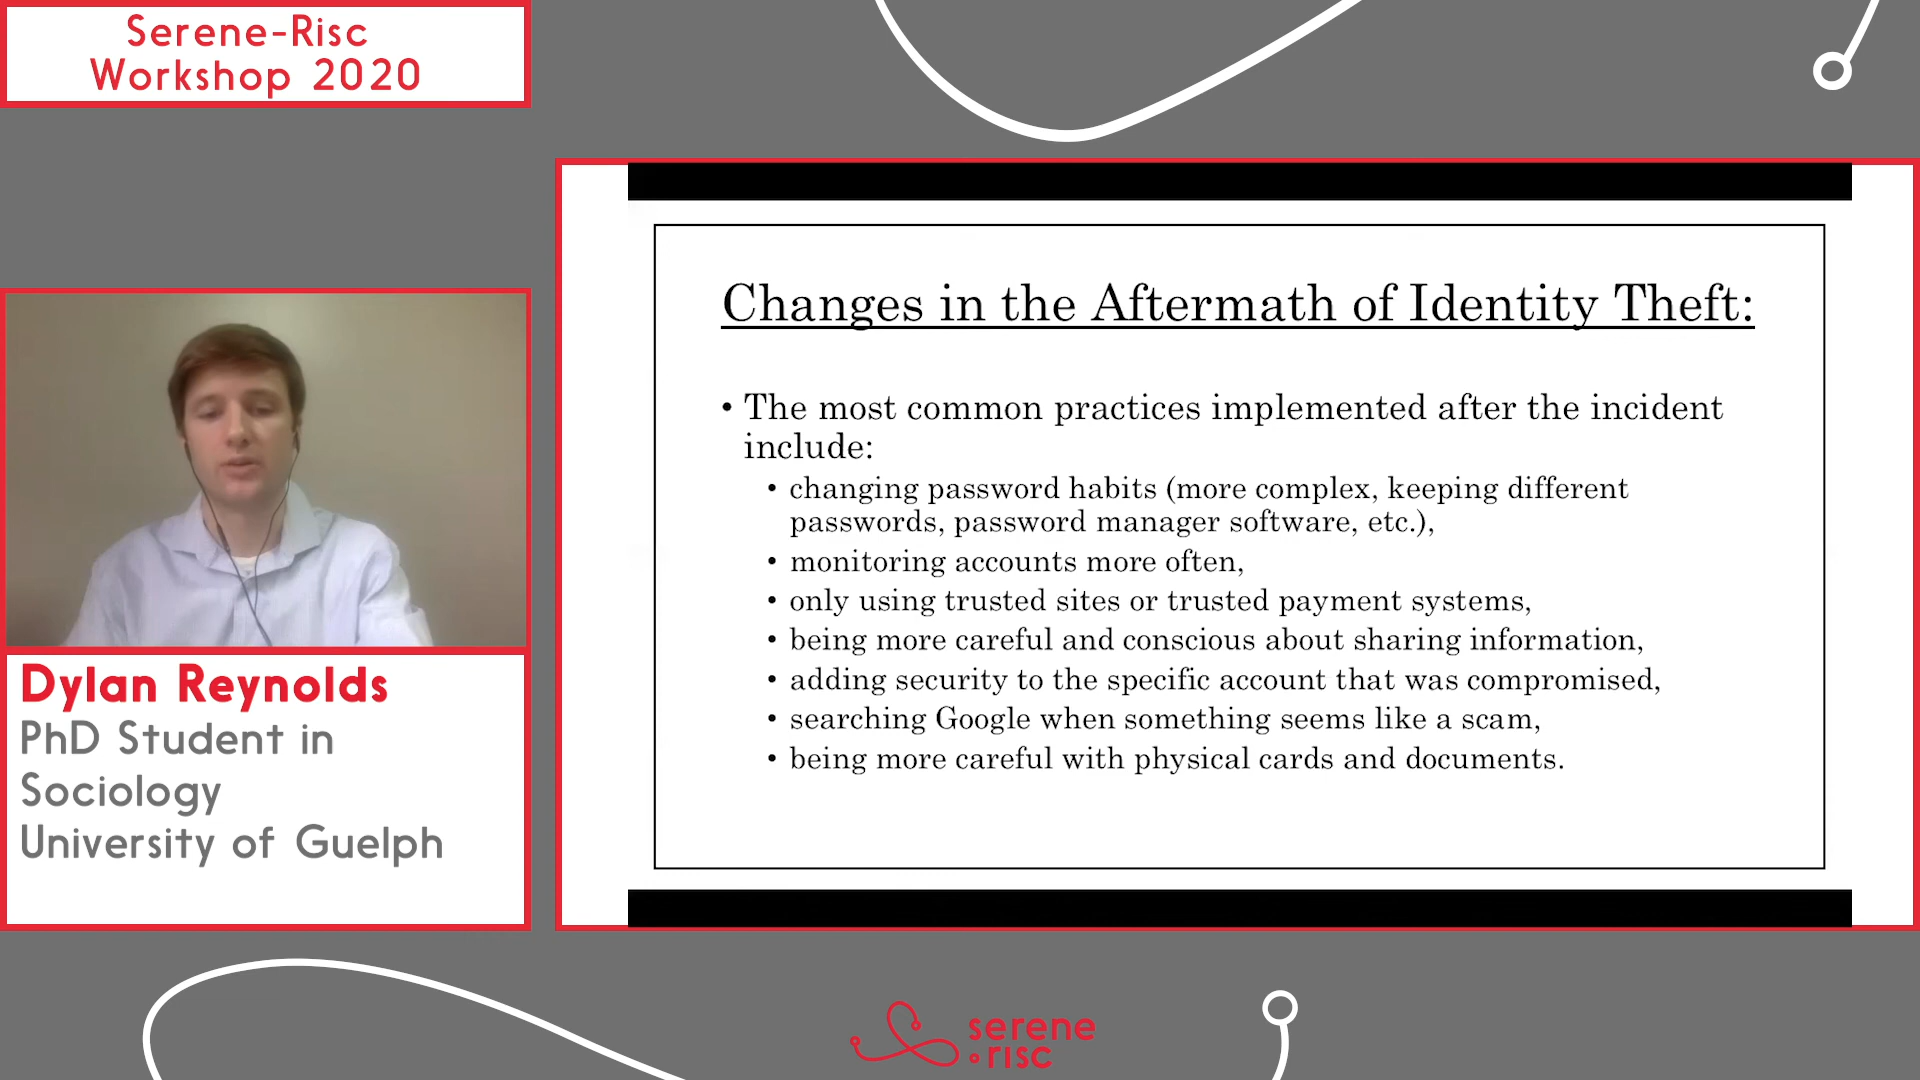 Serene-Risc
Workshop 2020
Changes in the Aftermath of Identity Theft:
• The most common practices implemented after the incident
include:
• changing password habits (more complex, keeping different
passwords, password manager software, etc.),
• monitoring accounts more often,
• only using trusted sites or trusted payment systems,
• being more careful and conscious about sharing information,
• adding security to the specific account that was compromised,
• searching Google when something seems like a scam,
• being more careful with physical cards and documents.
Dylan Reynolds
PhD Student in
Sociology
University of Guelph
serene
risc